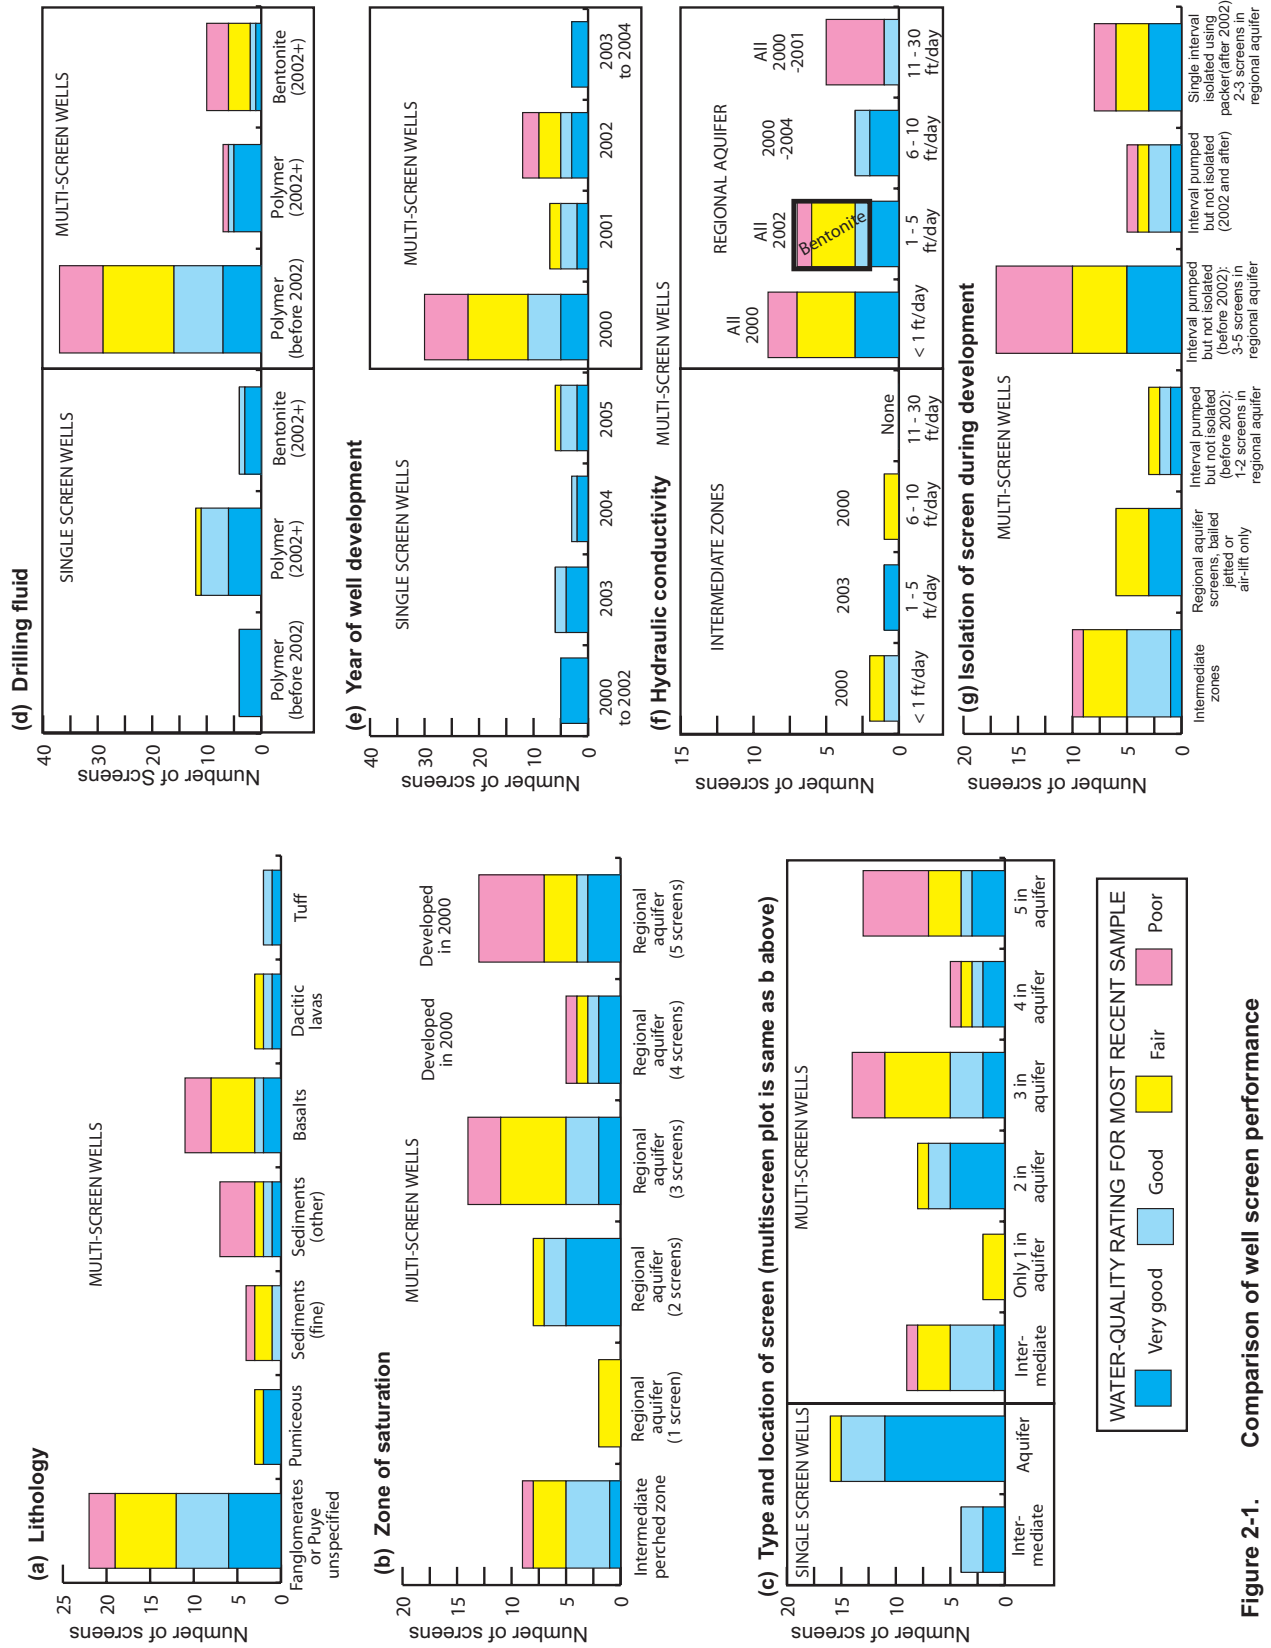 (a) Lithology
Number of screens
25
20
15
10
5
0
MULTI-SCREEN WELLS
Fanglomerates
or Puye
unspecified
Pumiceous
Sediments
(fine)
Sediments
(other)
Basalts
Dacitic
lavas
Tuff
(b) Zone of saturation
Number of screens
20
15
10
5
0
MULTI-SCREEN WELLS
Developed
in 2000
Developed
in 2000
Intermediate
perched zone
Regional
aquifer
(1 screen)
Regional
aquifer
(2 screens)
Regional
aquifer
(3 screens)
Regional
aquifer
(4 screens)
Regional
aquifer
(5 screens)
(c) Type and location of screen (multiscreen plot is same as b above)
Number of screens
20
15
10
5
0
SINGLE SCREEN WELLS
MULTI-SCREEN WELLS
Inter-
mediate
Aquifer
Inter-
mediate
Only 1 in
aquifer
2 in
aquifer
3 in
aquifer
4 in
aquifer
5 in
aquifer
WATER-QUALITY RATING FOR MOST RECENT SAMPLE
Very good
Good
Fair
Poor
(d) Drilling fluid
Number of Screens
40
30
20
10
0
SINGLE SCREEN WELLS
MULTI-SCREEN WELLS
Polymer
(before 2002)
Polymer
(2002+)
Bentonite
(2002+)
Polymer
(before 2002)
Polymer
(2002+)
Bentonite
(2002+)
(e) Year of well development
Number of screens
40
30
20
10
0
SINGLE SCREEN WELLS
MULTI-SCREEN WELLS
2000
to 2002
2003
2004
2005
2000
2001
2002
2003
to 2004
(f) Hydraulic conductivity
MULTI-SCREEN WELLS
Number of screens
15
10
5
0
INTERMEDIATE ZONES
REGIONAL AQUIFER
2000
2003
2000
None
All
2000
All
2002
2000
-2004
All
2000
-2001
Bentonite
< 1 ft/day
1 - 5
ft/day
6 - 10
ft/day
11 - 30
ft/day
< 1 ft/day
1 - 5
ft/day
6 - 10
ft/day
11 - 30
ft/day
(g) Isolation of screen during development
Number of screens
20
15
10
5
0
MULTI-SCREEN WELLS
Intermediate
zones
Regional aquifer
screens, bailed
jetted or
air-lift only
Interval pumped
but not isolated
(before 2002):
1-2 screens in
regional aquifer
Interval pumped
but not isolated
(before 2002):
3-5 screens in
regional aquifer
Interval pumped
but not isolated
(2002 and after)
Single interval
isolated using
packer(after 2002)
2-3 screens in
regional aquifer
Figure 2-1. Comparison of well screen performance